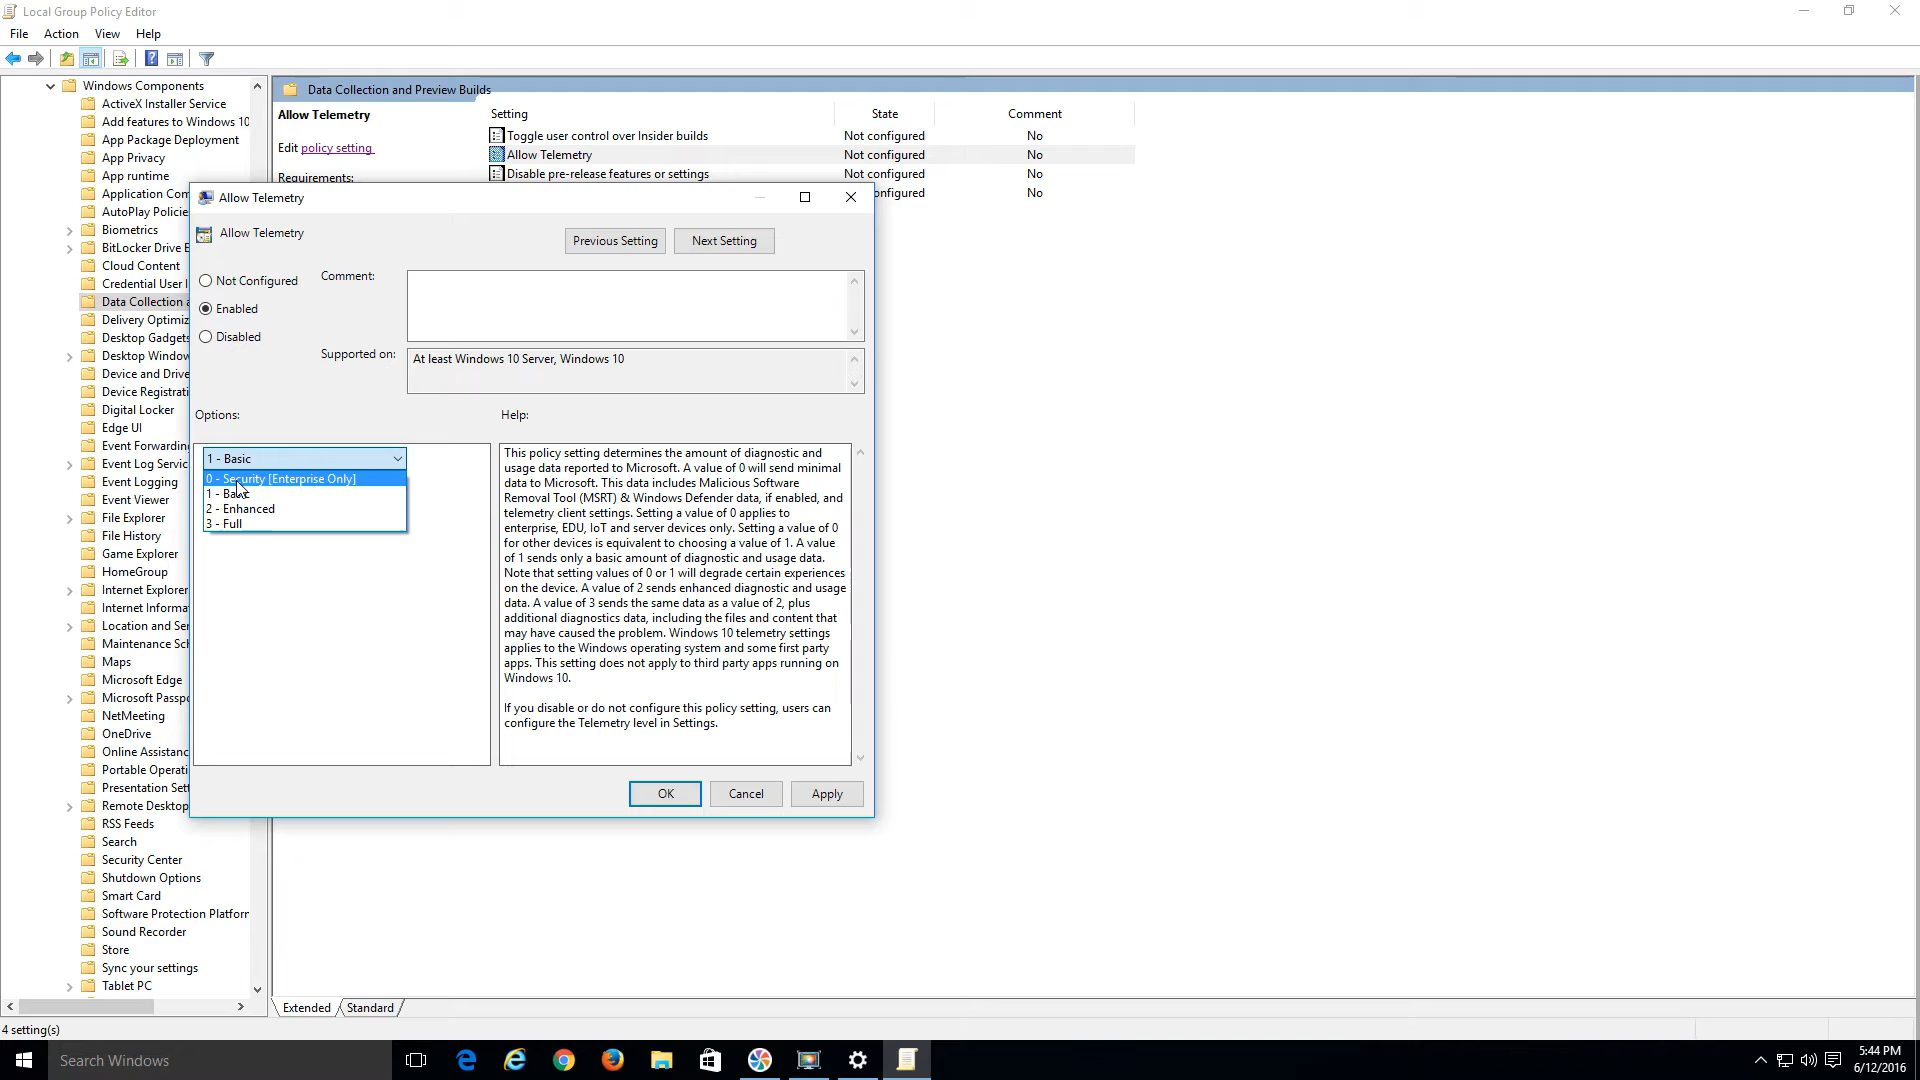 Local Group Policy Editor
File Action View Help
Windows Components
ActiveX Installer Service
Add features to Windows 10
App Package Deployment
App Privacy
App runtime
Application Com
AutoPlay Policie
Biometrics
BitLocker Drive E
Cloud Content
Credential User I
Data Collection a
Delivery Optimiz
Desktop Gadgets
Desktop Window
Device and Drive
Device Registrati
Digital Locker
Edge UI
Event Forwarding
Event Log Servic
Event Logging
Event Viewer
File Explorer
File History
Game Explorer
HomeGroup
Internet Explorer
Internet Informa
Location and Ser
Maintenance Sch
Maps
Microsoft Edge
Microsoft Passpo
NetMeeting
OneDrive
Online Assistanc
Portable Operati
Presentation Sett
Remote Desktop
RSS Feeds
Search
Security Center
Shutdown Options
Smart Card
Software Protection Platforr
Sound Recorder
Store
Sync your settings
Tablet PC
Data Collection and Preview Builds
Allow Telemetry
Edit policy setting
Requirements:
Setting State Comment
Toggle user control over Insider builds Not configured No
Allow Telemetry Not configured No
Disable pre-release features or settings Not configured No
configured No
Allow Telemetry
Allow Telemetry
Previous Setting Next Setting
Not Configured
Enabled
Disabled
Comment:
Supported on: At least Windows 10 Server, Windows 10
Options:
1 - Basic
0 - Security [Enterprise Only]
1 - Basic
2 - Enhanced
3 - Full
Help:
This policy setting determines the amount of diagnostic and
usage data reported to Microsoft. A value of 0 will send minimal
data to Microsoft. This data includes Malicious Software
Removal Tool (MSRT) & Windows Defender data, if enabled, and
telemetry client settings. Setting a value of 0 applies to
enterprise, EDU, IoT and server devices only. Setting a value of 0
for other devices is equivalent to choosing a value of 1. A value
of 1 sends only a basic amount of diagnostic and usage data.
Note that setting values of 0 or 1 will degrade certain experiences
on the device. A value of 2 sends enhanced diagnostic and usage
data. A value of 3 sends the same data as a value of 2, plus
additional diagnostics data, including the files and content that
may have caused the problem. Windows 10 telemetry settings
applies to the Windows operating system and some first party
apps. This setting does not apply to third party apps running on
Windows 10.
If you disable or do not configure this policy setting, users can
configure the Telemetry level in Settings.
OK Cancel Apply
Extended Standard
4 setting(s)
Search Windows
5:44 PM
6/12/2016